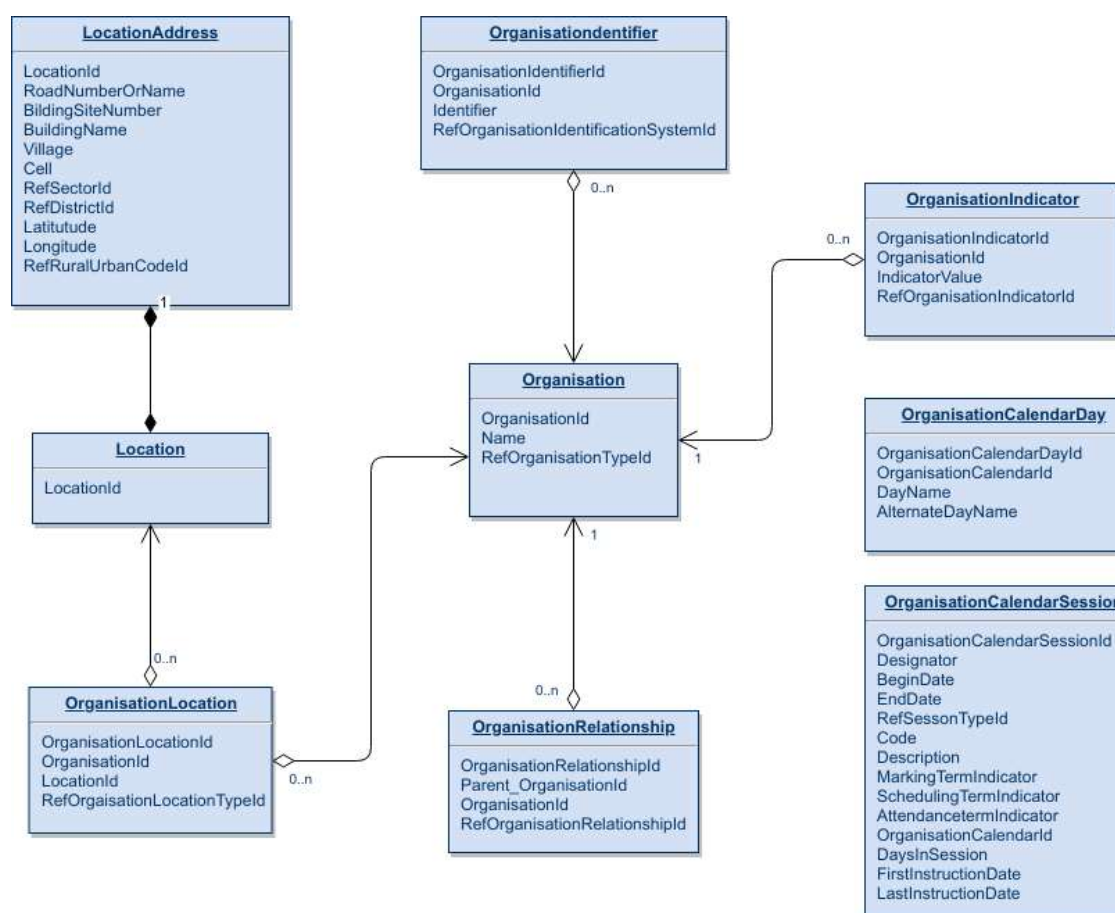 LocationAddress
LocationId
RoadNumberOrName
BildingSiteNumber
BuildingName
Village
Cell
RefSectorId
RefDistrictId
Latitutude
Longitude
RefRuralUrbanCodeId
1
Organisationdentifier
OrganisationIdentifierId
OrganisationId
Identifier
RefOrganisationIdentificationSystemId
0..n
OrganisationIndicator
OrganisationIndicatorId
OrganisationId
IndicatorValue
RefOrganisationIndicatorId
0..n
Organisation
OrganisationId
Name
RefOrganisationTypeId
1
1
OrganisationCalendarDay
OrganisationCalendarDayId
OrganisationCalendarId
DayName
AlternateDayName
Location
LocationId
0..n
OrganisationLocation
OrganisationLocationId
OrganisationId
LocationId
RefOrgaisationLocationTypeId
0..n
0..n
OrganisationRelationship
OrganisationRelationshipId
Parent_OrganisationId
OrganisationId
RefOrganisationRelationshipId
OrganisationCalendarSession
OrganisationCalendarSessionId
Designator
BeginDate
EndDate
RefSessonTypeId
Code
Description
MarkingTermIndicator
SchedulingTermIndicator
AttendancetermIndicator
OrganisationCalendarId
DaysInSession
FirstInstructionDate
LastInstructionDate